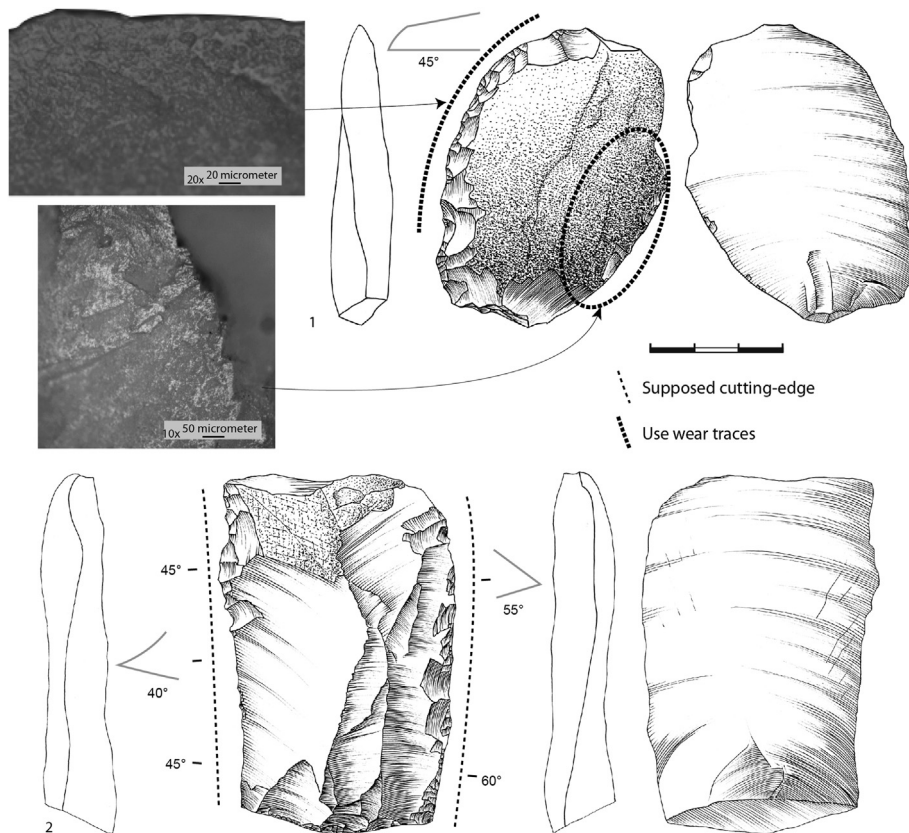 45°
20x 20 micrometer
1
10x 50 micrometer
Supposed cutting-edge
Use wear traces
45°
55°
40°
45°
60°
2